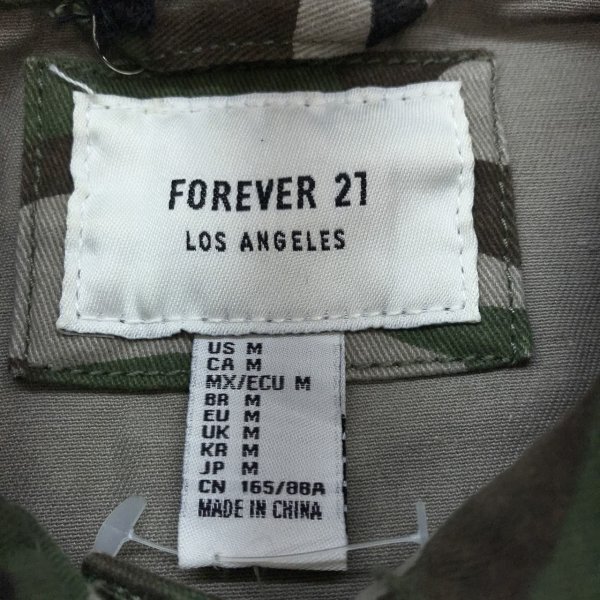 FOREVER 21
LOS ANGELES
US M
CA M
MX/ECU M
BR M
EU M
UK M
KR M
JP M
CN 165/88A
MADE IN CHINA